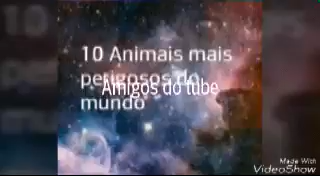 10 Animais mais
perigosos do
Amigos do tube
mundo
Made With
VideoShow